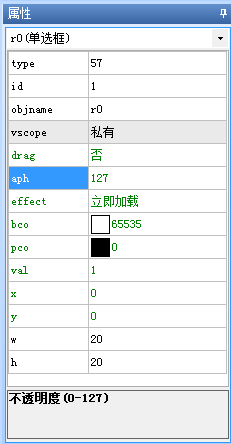 属性
r0(单选框)
type 57
id 1
objname r0
vscope 私有
drag 否
aph 127
effect 立即加载
bco 65535
pco 0
val 1
x 0
y 0
w 20
h 20
不透明度(0-127)